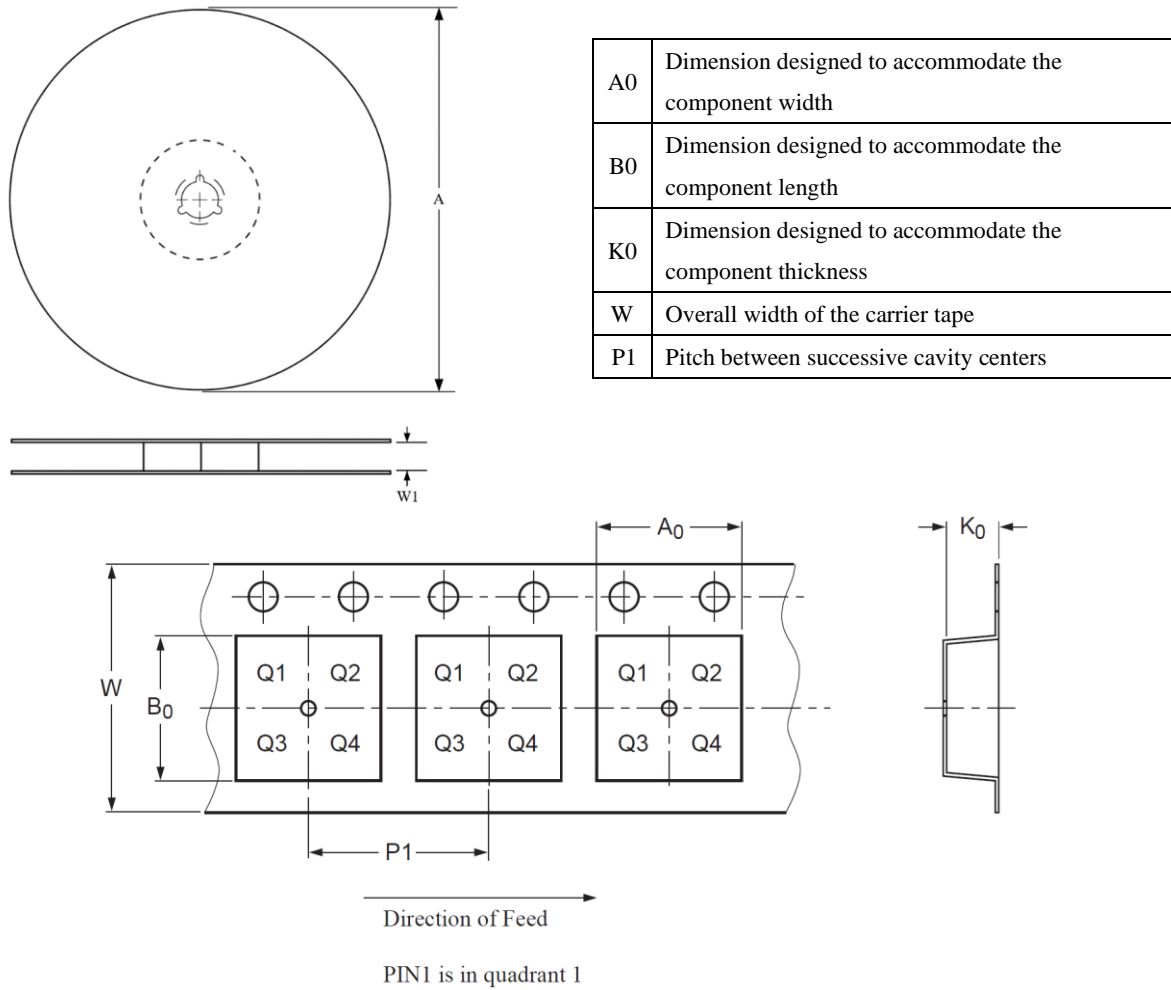 A
A0 Dimension designed to accommodate the
component width
B0 Dimension designed to accommodate the
component length
K0 Dimension designed to accommodate the
component thickness
W Overall width of the carrier tape
P1 Pitch between successive cavity centers
W1
A0 K0
W B0
Q1 Q2 Q1 Q2 Q1 Q2
Q3 Q4 Q3 Q4 Q3 Q4
P1
Direction of Feed
PIN1 is in quadrant 1